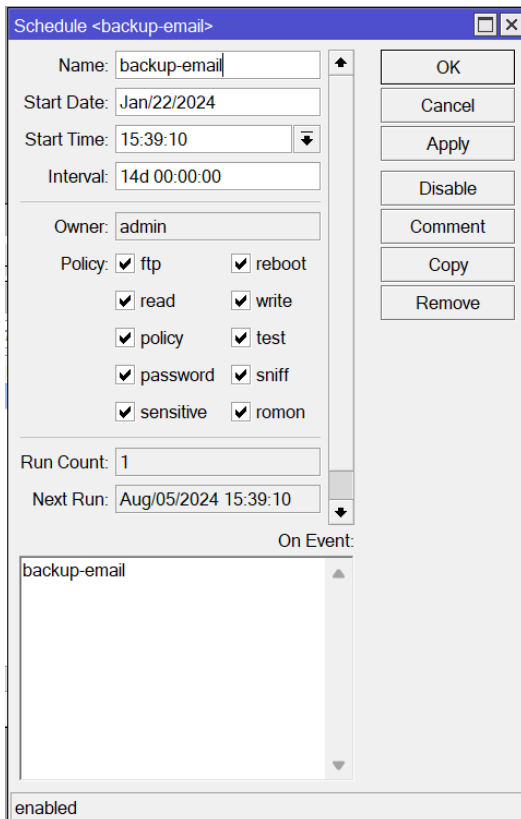 Schedule <backup-email>
Name: backup-email
OK
Start Date: Jan/22/2024
Cancel
Start Time: 15:39:10
Apply
Interval: 14d 00:00:00
Disable
Owner: admin
Comment
Policy: ftp reboot
Copy
read write
Remove
policy test
password sniff
sensitive romon
Run Count: 1
Next Run: Aug/05/2024 15:39:10
On Event:
backup-email
enabled